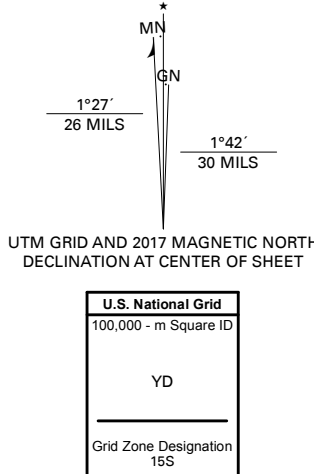 ★
MN
GN
1°27´
26 MILS
1°42´
30 MILS
UTM GRID AND 2017 MAGNETIC NORTH
DECLINATION AT CENTER OF SHEET
U.S. National Grid
100,000 - m Square ID
YD
Grid Zone Designation
15S